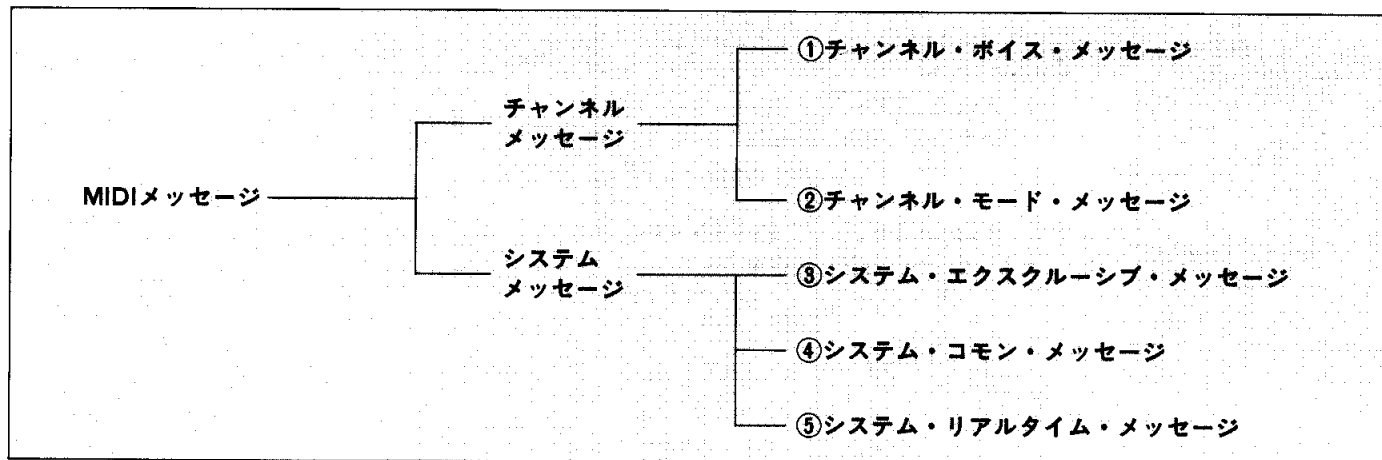 ①チャンネル・ボイス・メッセージ
チャンネル
メッセージ
MIDIメッセージ
②チャンネル・モード・メッセージ
システム
メッセージ
③システム・エクスクルーシブ・メッセージ
④システム・コモン・メッセージ
⑤システム・リアルタイム・メッセージ